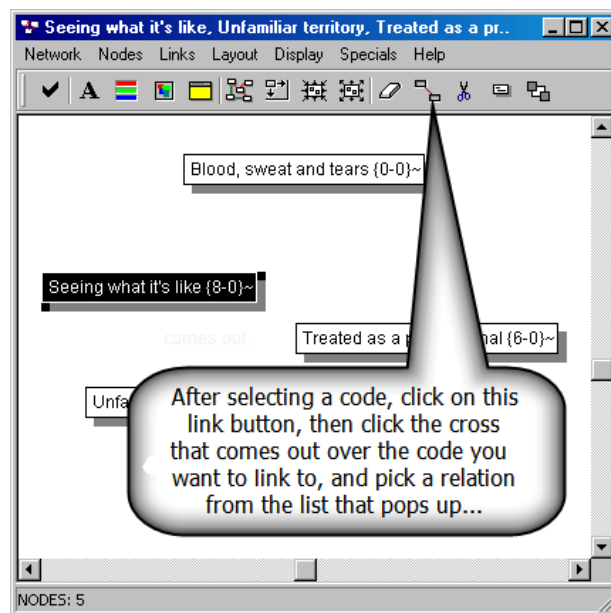 Seeing what it's like, Unfamiliar territory, Treated as a pr..
Network Nodes Links Layout Display Specials Help
A
Blood, sweat and tears {0-0}~
Seeing what it's like {8-0}~
comes out
Treated as a p nal {6-0}~
Unfa
After selecting a code, click on this
link button, then click the cross
that comes out over the code you
want to link to, and pick a relation
from the list that pops up...
NODES: 5